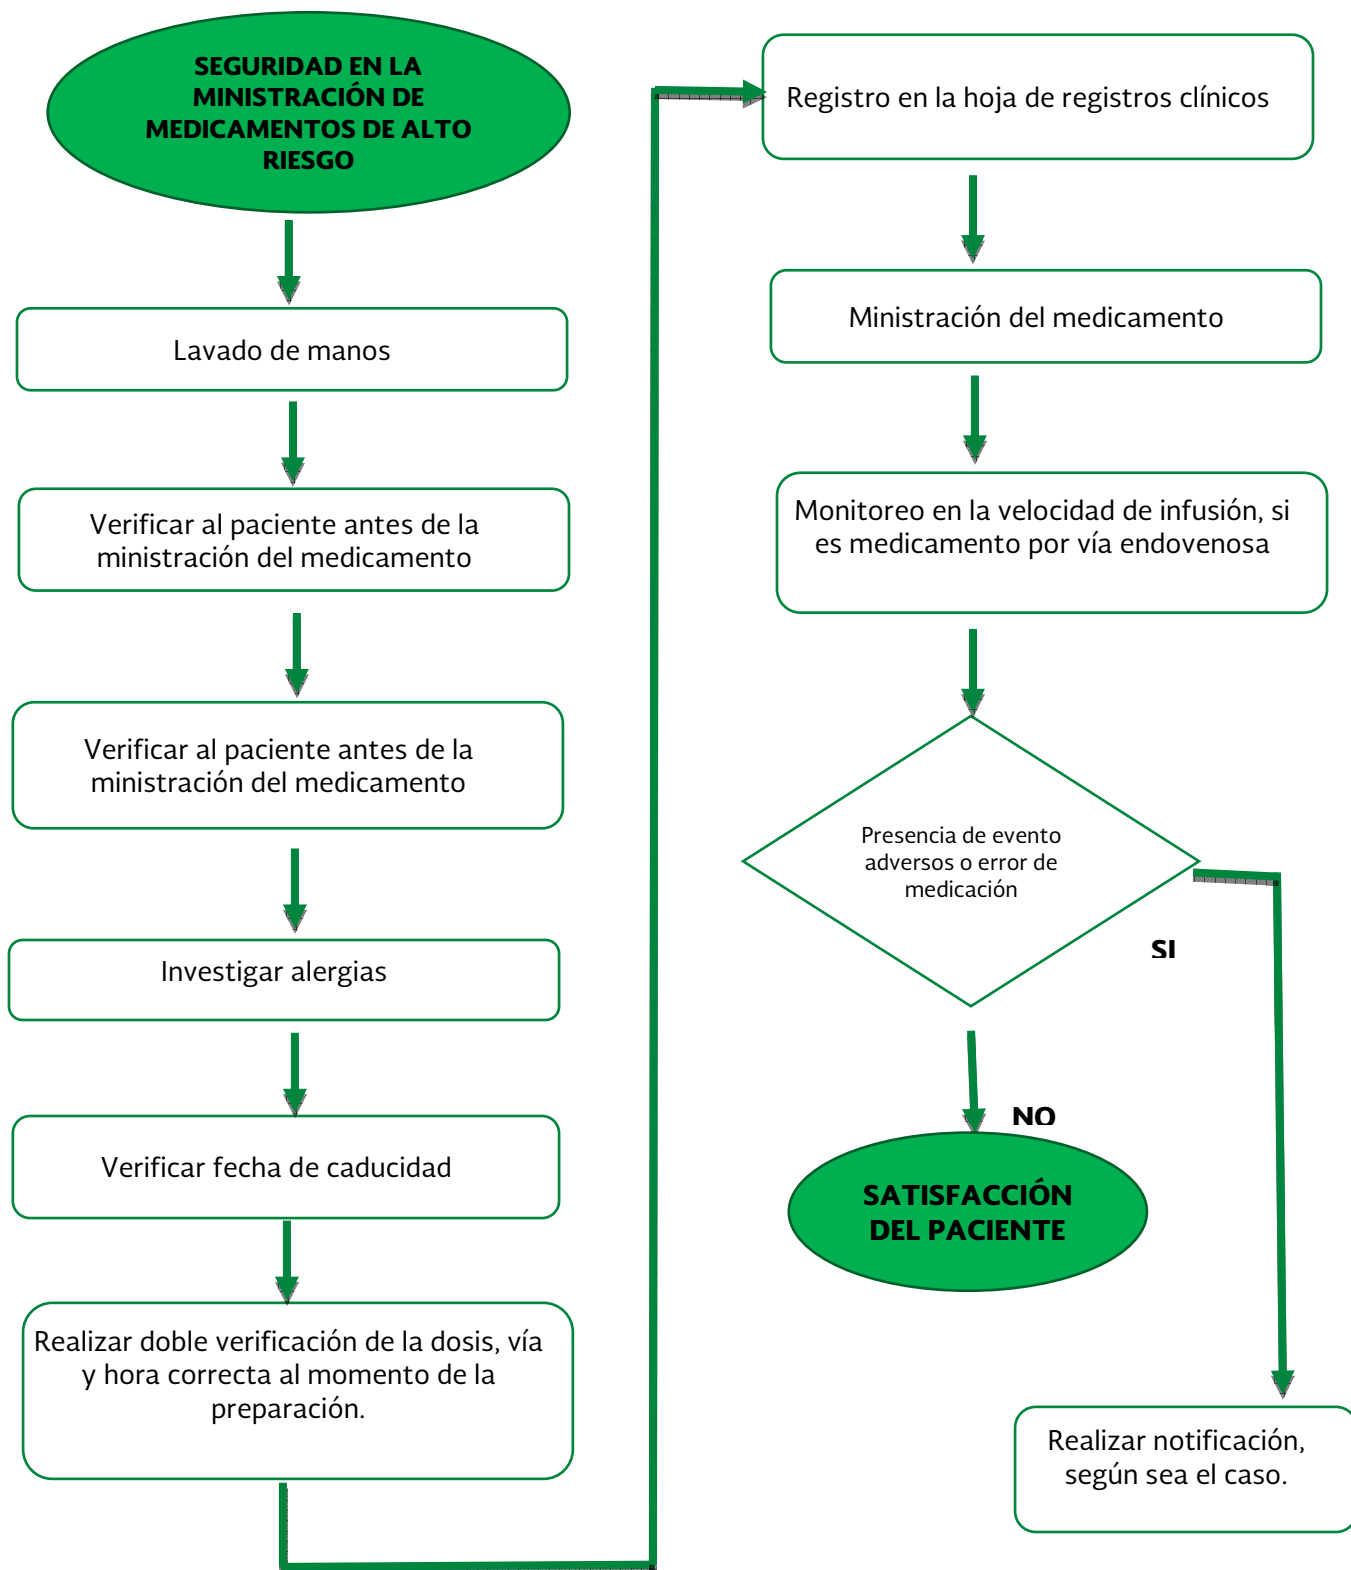 SEGURIDAD EN LA
MINISTRACIÓN DE
MEDICAMENTOS DE ALTO
RIESGO
Lavado de manos
Verificar al paciente antes de la
ministración del medicamento
Verificar al paciente antes de la
ministración del medicamento
Investigar alergias
Verificar fecha de caducidad
Realizar doble verificación de la dosis, vía
y hora correcta al momento de la
preparación.
Registro en la hoja de registros clínicos
Ministración del medicamento
Monitoreo en la velocidad de infusión, si
es medicamento por vía endovenosa
Presencia de evento
adversos o error de
medicación
SI
NO
SATISFACCIÓN
DEL PACIENTE
Realizar notificación,
según sea el caso.